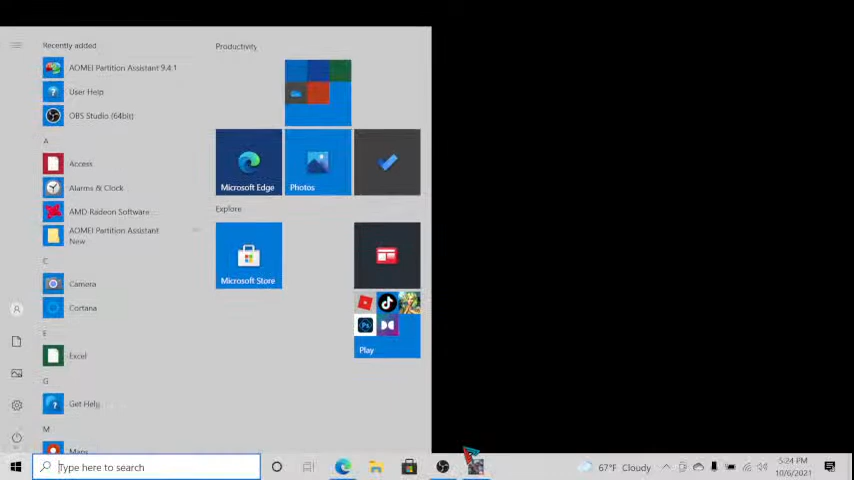 Recently added
AOMEI Partition Assistant 9.4.1
User Help
OBS Studio (64bit)
A
Access
Alarms & Clock
AMD Radeon Software...
AOMEI Partition Assistant
New
C
Camera
Cortana
E
Excel
G
Get Help
M
Maps
Productivity
Microsoft Edge
Photos
Explore
Microsoft Store
Play
Type here to search
67°F Cloudy
5:24 PM
10/6/2021